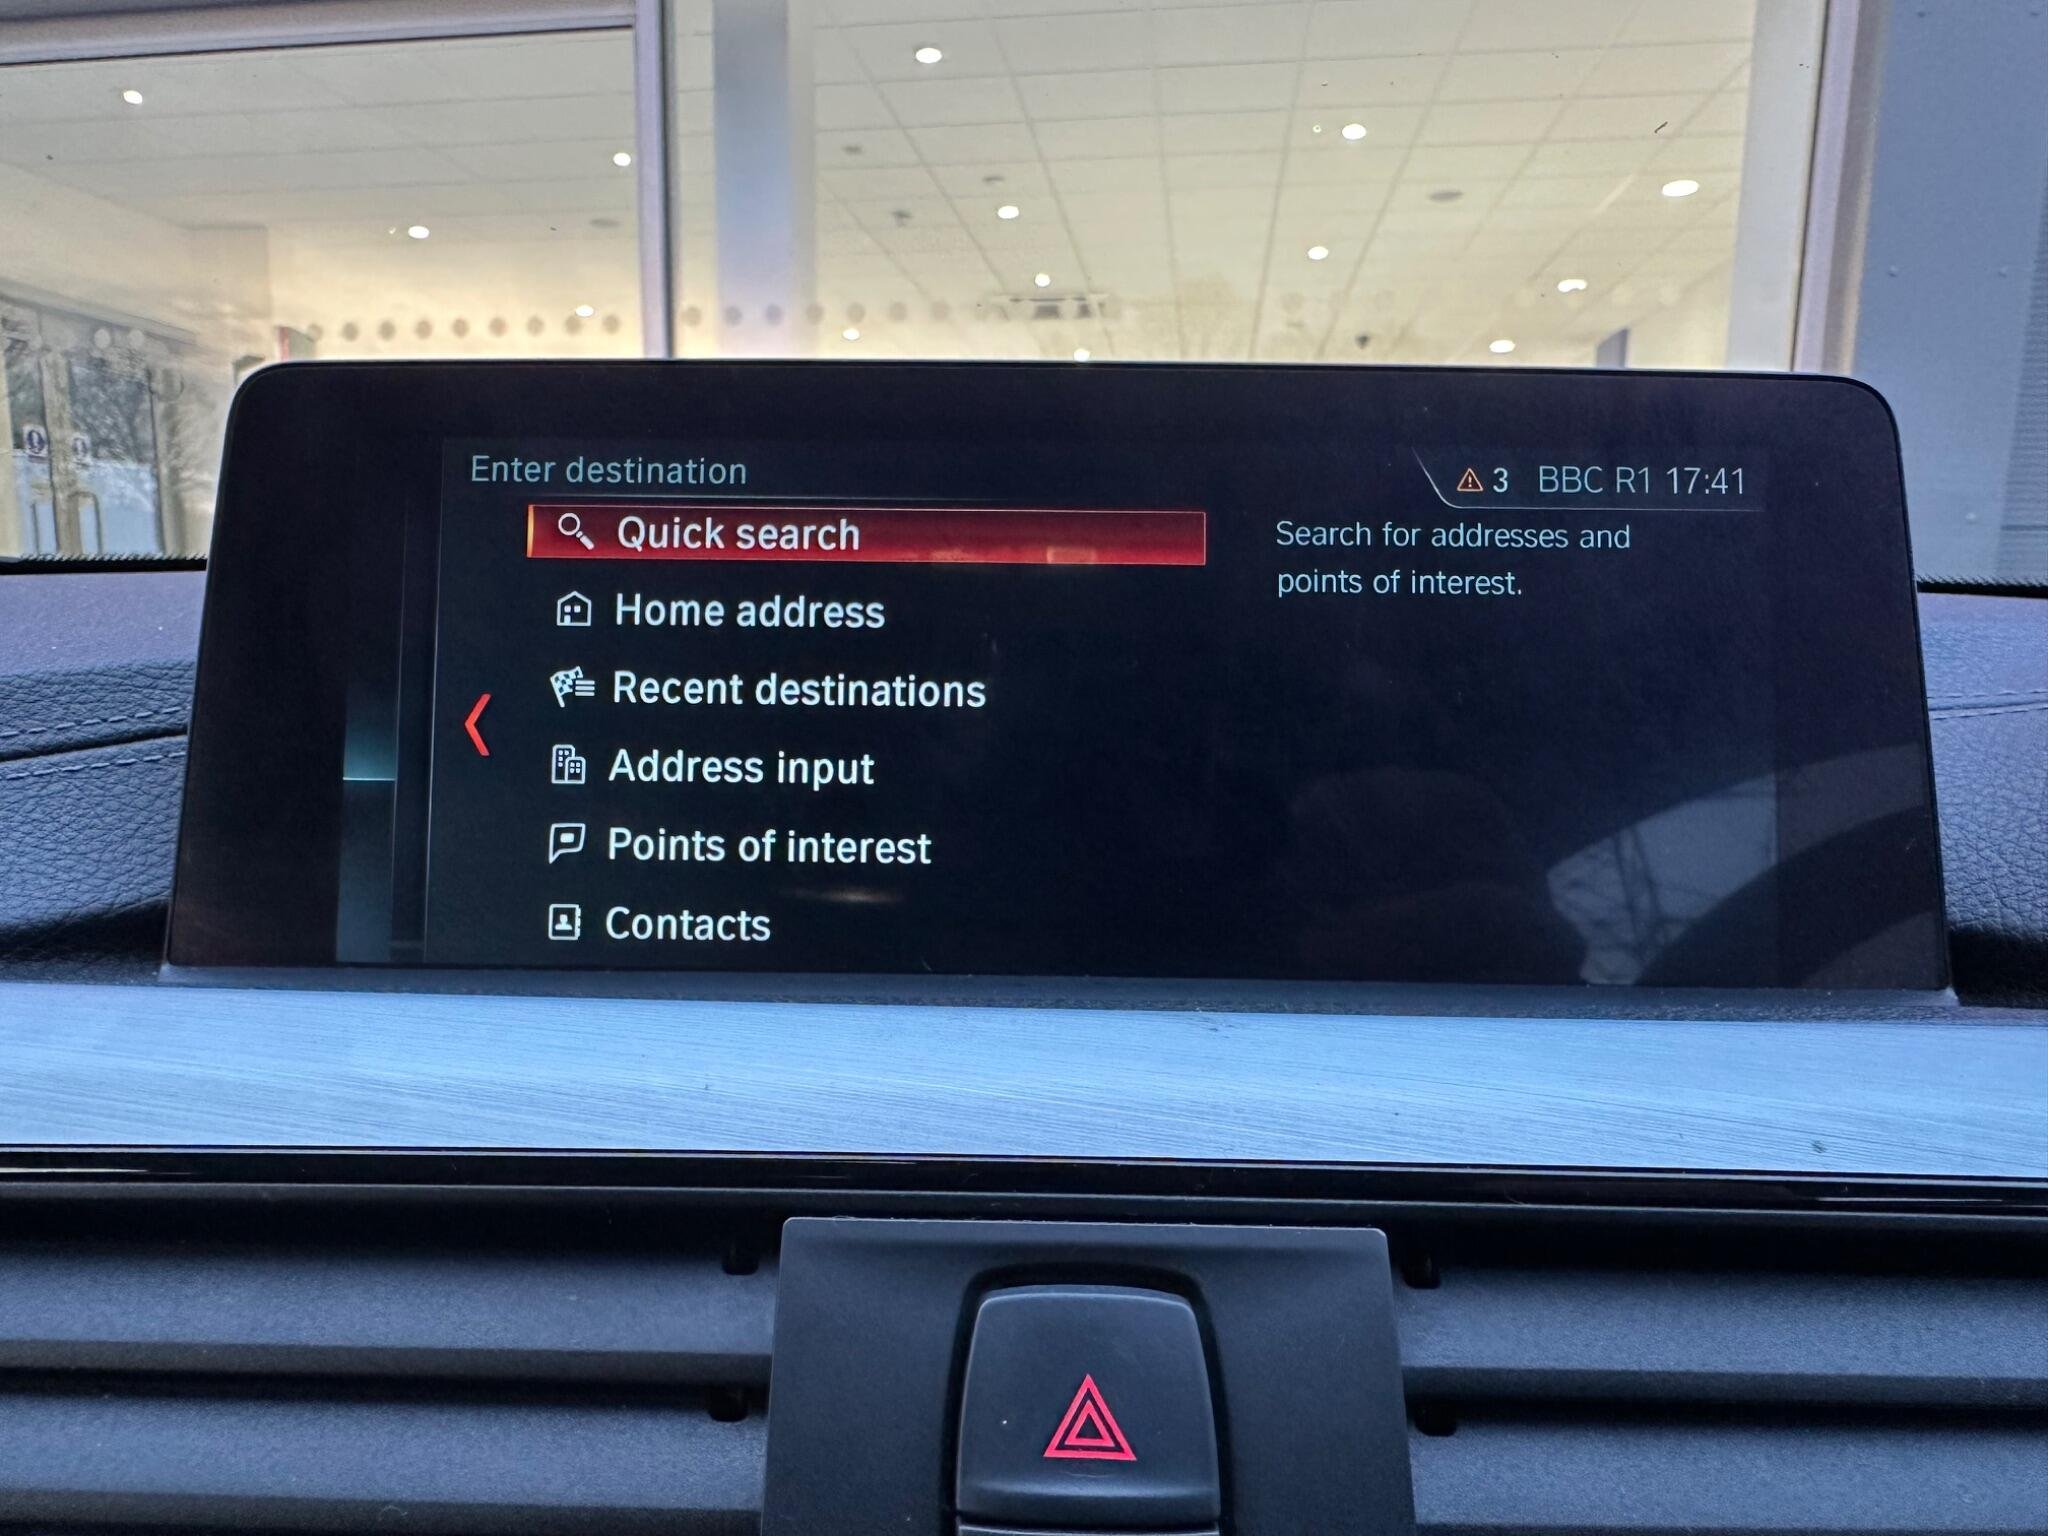 Enter destination
3 BBC R1 17:41
Quick search
Search for addresses and
points of interest.
Home address
Recent destinations
Address input
Points of interest
Contacts